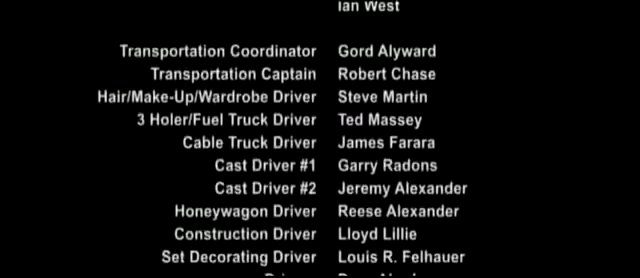 Ian West
Transportation Coordinator Gord Alyward
Transportation Captain Robert Chase
Hair/Make-Up/Wardrobe Driver Steve Martin
3 Holer/Fuel Truck Driver Ted Massey
Cable Truck Driver James Farara
Cast Driver #1 Garry Radons
Cast Driver #2 Jeremy Alexander
Honeywagon Driver Reese Alexander
Construction Driver Lloyd Lillie
Set Decorating Driver Louis R. Felhauer